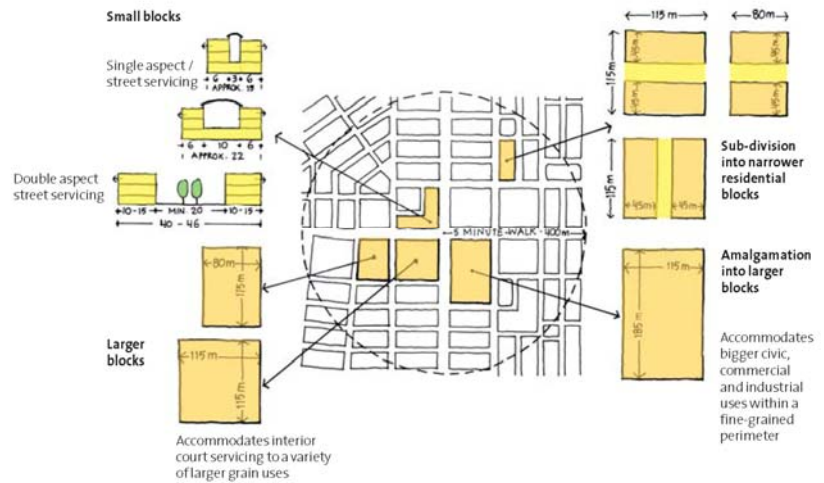 Small blocks
Single aspect /
street servicing
6 3 6
APPROX. 15
6 10 6
APPROX. 22
Double aspect
street servicing
10-15 MIN. 20 10-15
40 - 46
80m
115m
Larger
blocks
115m
115m
Accommodates interior
court servicing to a variety
of larger grain uses
5 MINUTE WALK - 400m
115m
80m
115m
45m
45m
45m
45m
115m
45m
45m
Sub-division
into narrower
residential
blocks
Amalgamation
into larger
blocks
115m
185m
Accommodates
bigger civic,
commercial
and industrial
uses within a
fine-grained
perimeter